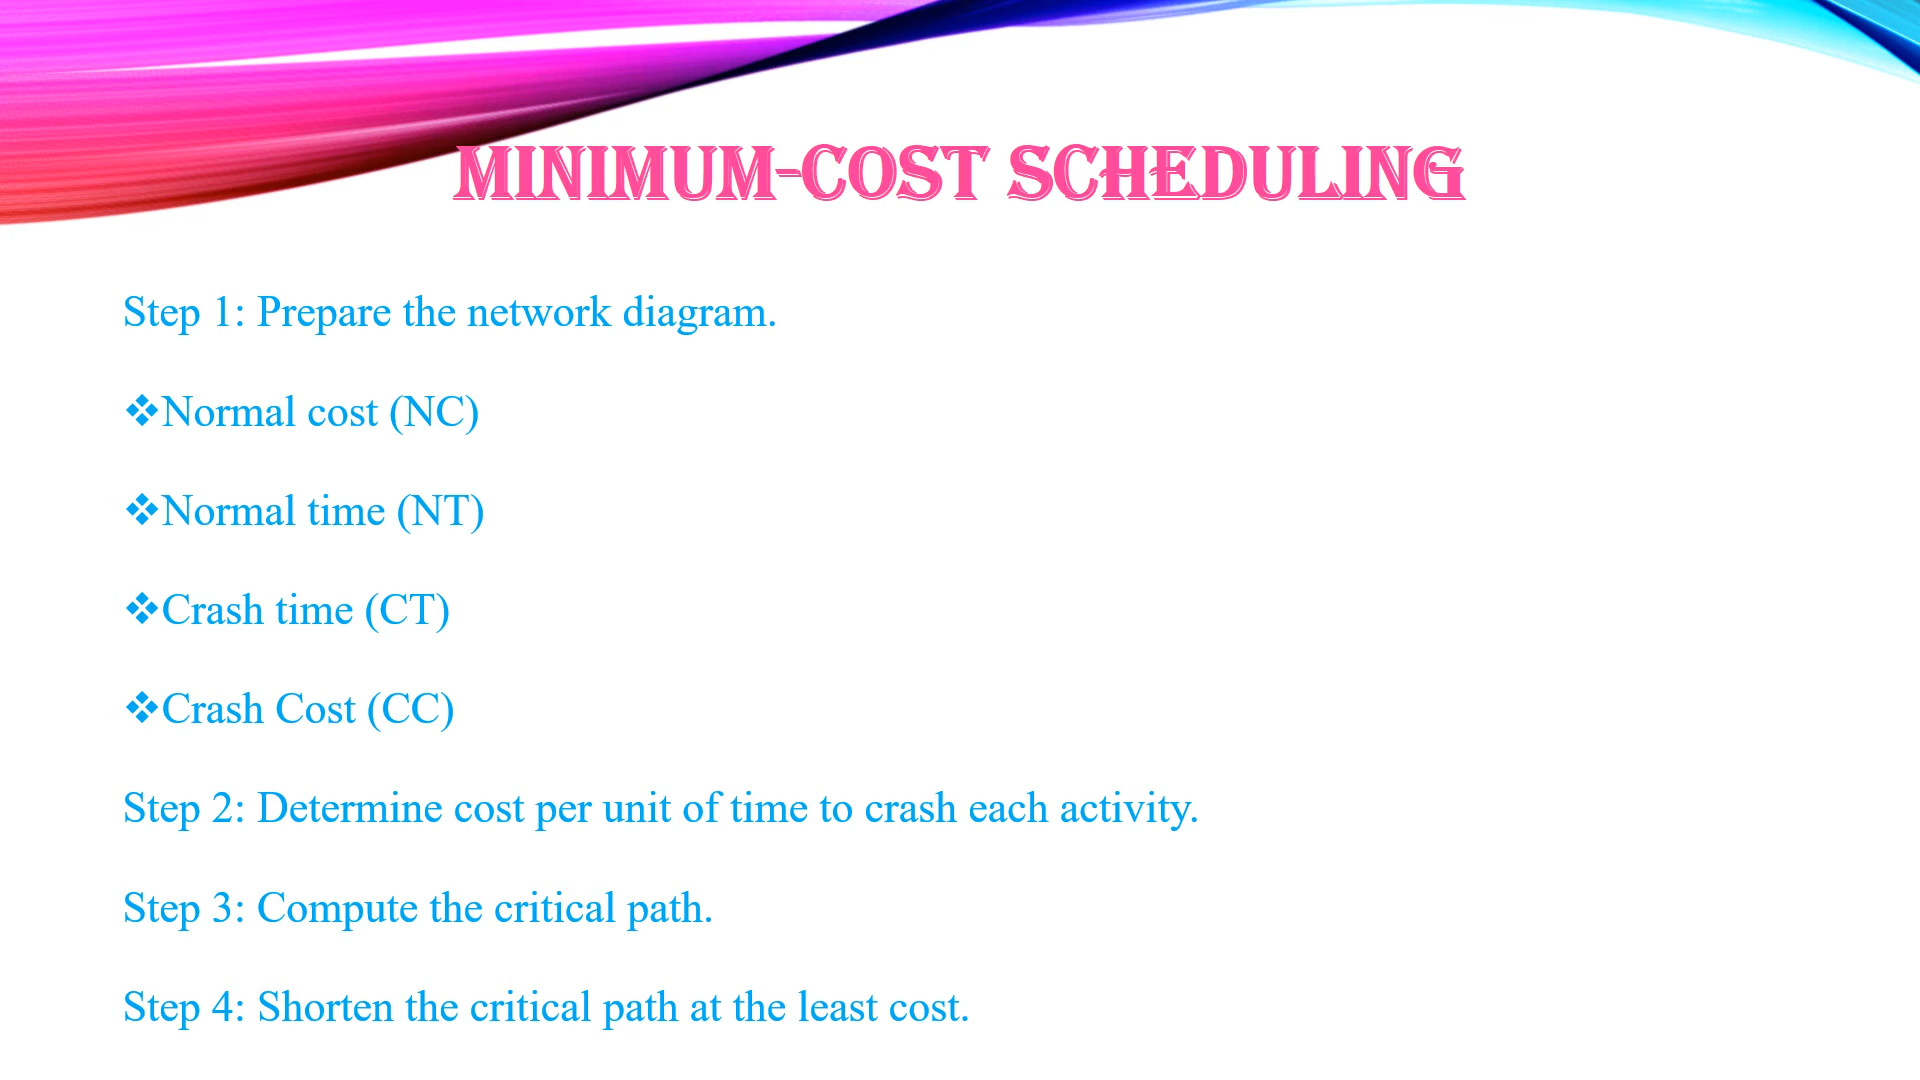 MINIMUM-COST SCHEDULING
Step 1: Prepare the network diagram.
❖Normal cost (NC)
❖Normal time (NT)
❖Crash time (CT)
❖Crash Cost (CC)
Step 2: Determine cost per unit of time to crash each activity.
Step 3: Compute the critical path.
Step 4: Shorten the critical path at the least cost.